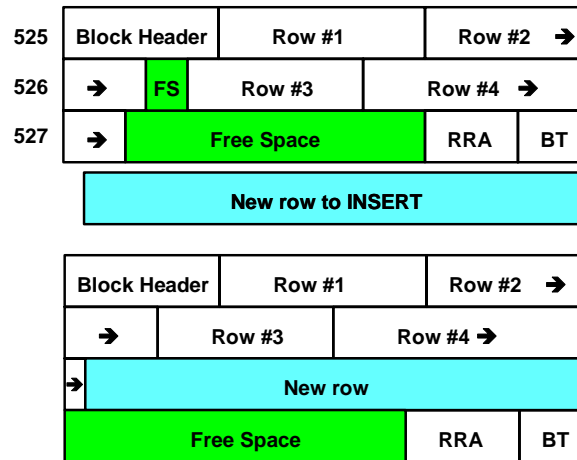 525 Block Header Row #1 Row #2 →
526 → FS Row #3 Row #4 →
527 → Free Space RRA BT
New row to INSERT
Block Header Row #1 Row #2 →
→ Row #3 Row #4 →
→ New row
Free Space RRA BT